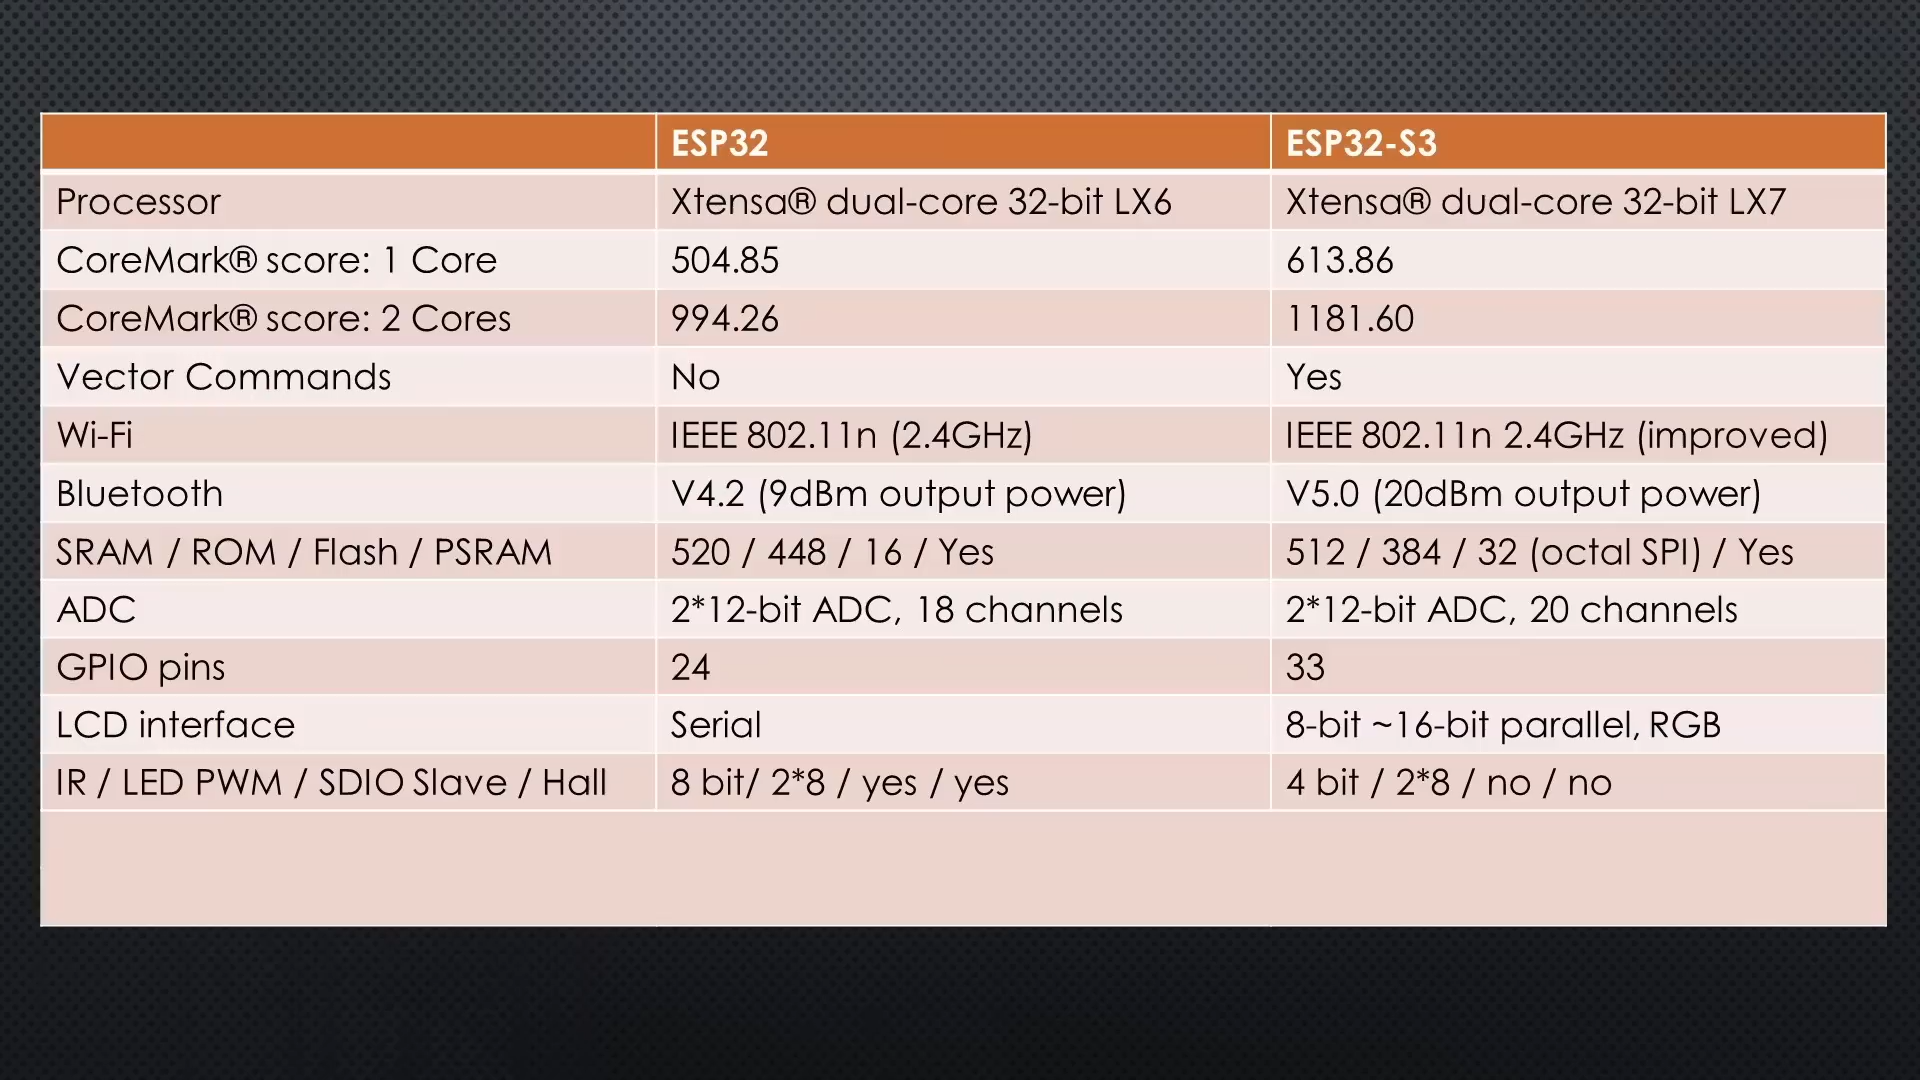 ESP32 ESP32-S3
Processor Xtensa® dual-core 32-bit LX6 Xtensa® dual-core 32-bit LX7
CoreMark® score: 1 Core 504.85 613.86
CoreMark® score: 2 Cores 994.26 1181.60
Vector Commands No Yes
Wi-Fi IEEE 802.11n (2.4GHz) IEEE 802.11n 2.4GHz (improved)
Bluetooth V4.2 (9dBm output power) V5.0 (20dBm output power)
SRAM / ROM / Flash / PSRAM 520 / 448 / 16 / Yes 512 / 384 / 32 (octal SPI) / Yes
ADC 2*12-bit ADC, 18 channels 2*12-bit ADC, 20 channels
GPIO pins 24 33
LCD interface Serial 8-bit ~16-bit parallel, RGB
IR / LED PWM / SDIO Slave / Hall 8 bit/ 2*8 / yes / yes 4 bit / 2*8 / no / no